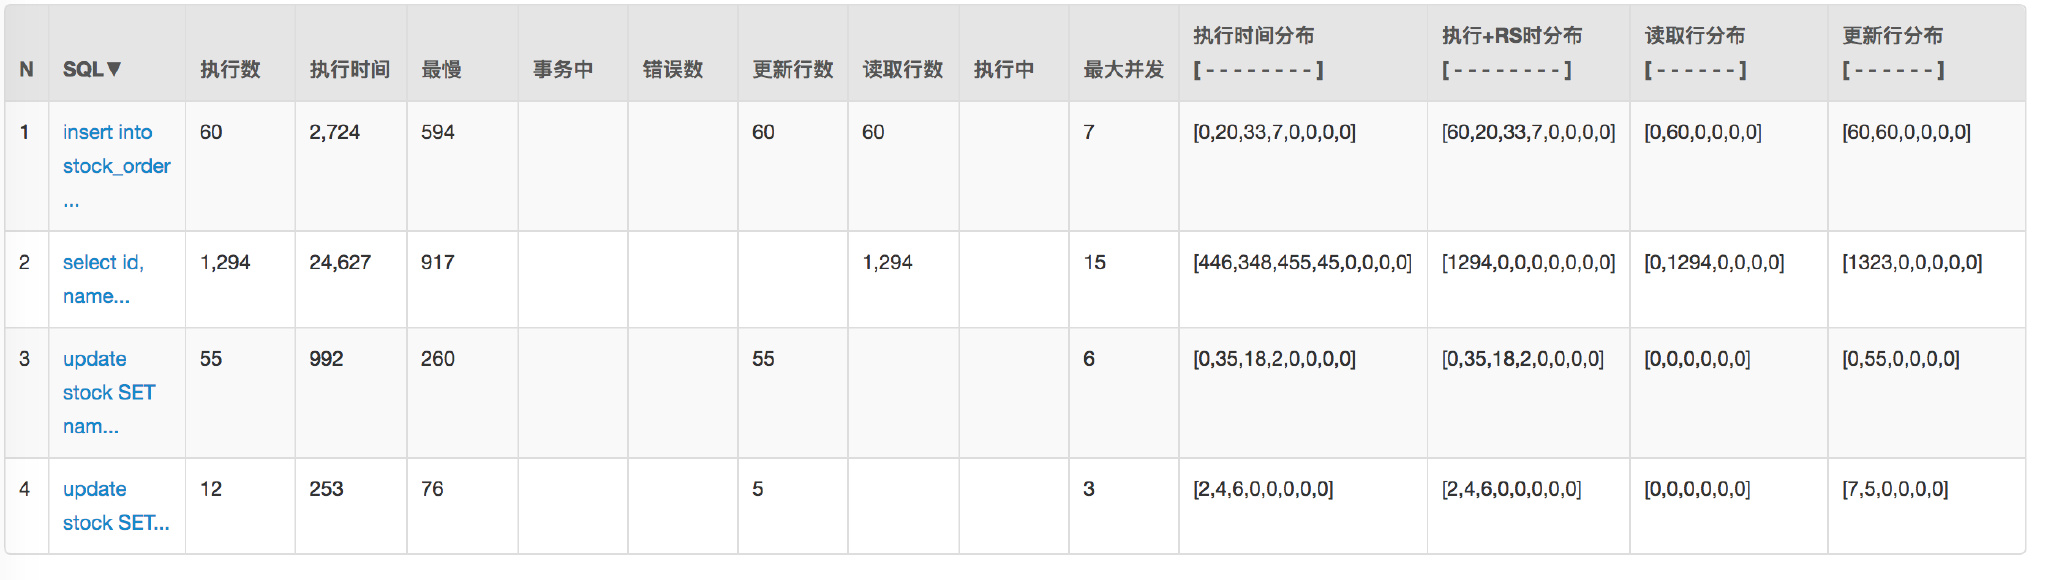 N SQL▼ 执行数 执行时间 最慢 事务中 错误数 更新行数 读取行数 执行中 最大并发 执行时间分布 [ - - - - - - - - ] 执行+RS时分布 [ - - - - - - - - ] 读取行分布 [ - - - - - - ] 更新行分布 [ - - - - - - ]
1 insert into stock_order ... 60 2,724 594 60 60 7 [0,20,33,7,0,0,0,0] [60,20,33,7,0,0,0,0] [0,60,0,0,0,0] [60,60,0,0,0,0]
2 select id, name... 1,294 24,627 917 1,294 15 [446,348,455,45,0,0,0,0] [1294,0,0,0,0,0,0,0] [0,1294,0,0,0,0] [1323,0,0,0,0,0]
3 update stock SET nam... 55 992 260 55 6 [0,35,18,2,0,0,0,0] [0,35,18,2,0,0,0,0] [0,0,0,0,0,0] [0,55,0,0,0,0]
4 update stock SET... 12 253 76 5 3 [2,4,6,0,0,0,0,0] [2,4,6,0,0,0,0,0] [0,0,0,0,0,0] [7,5,0,0,0,0]